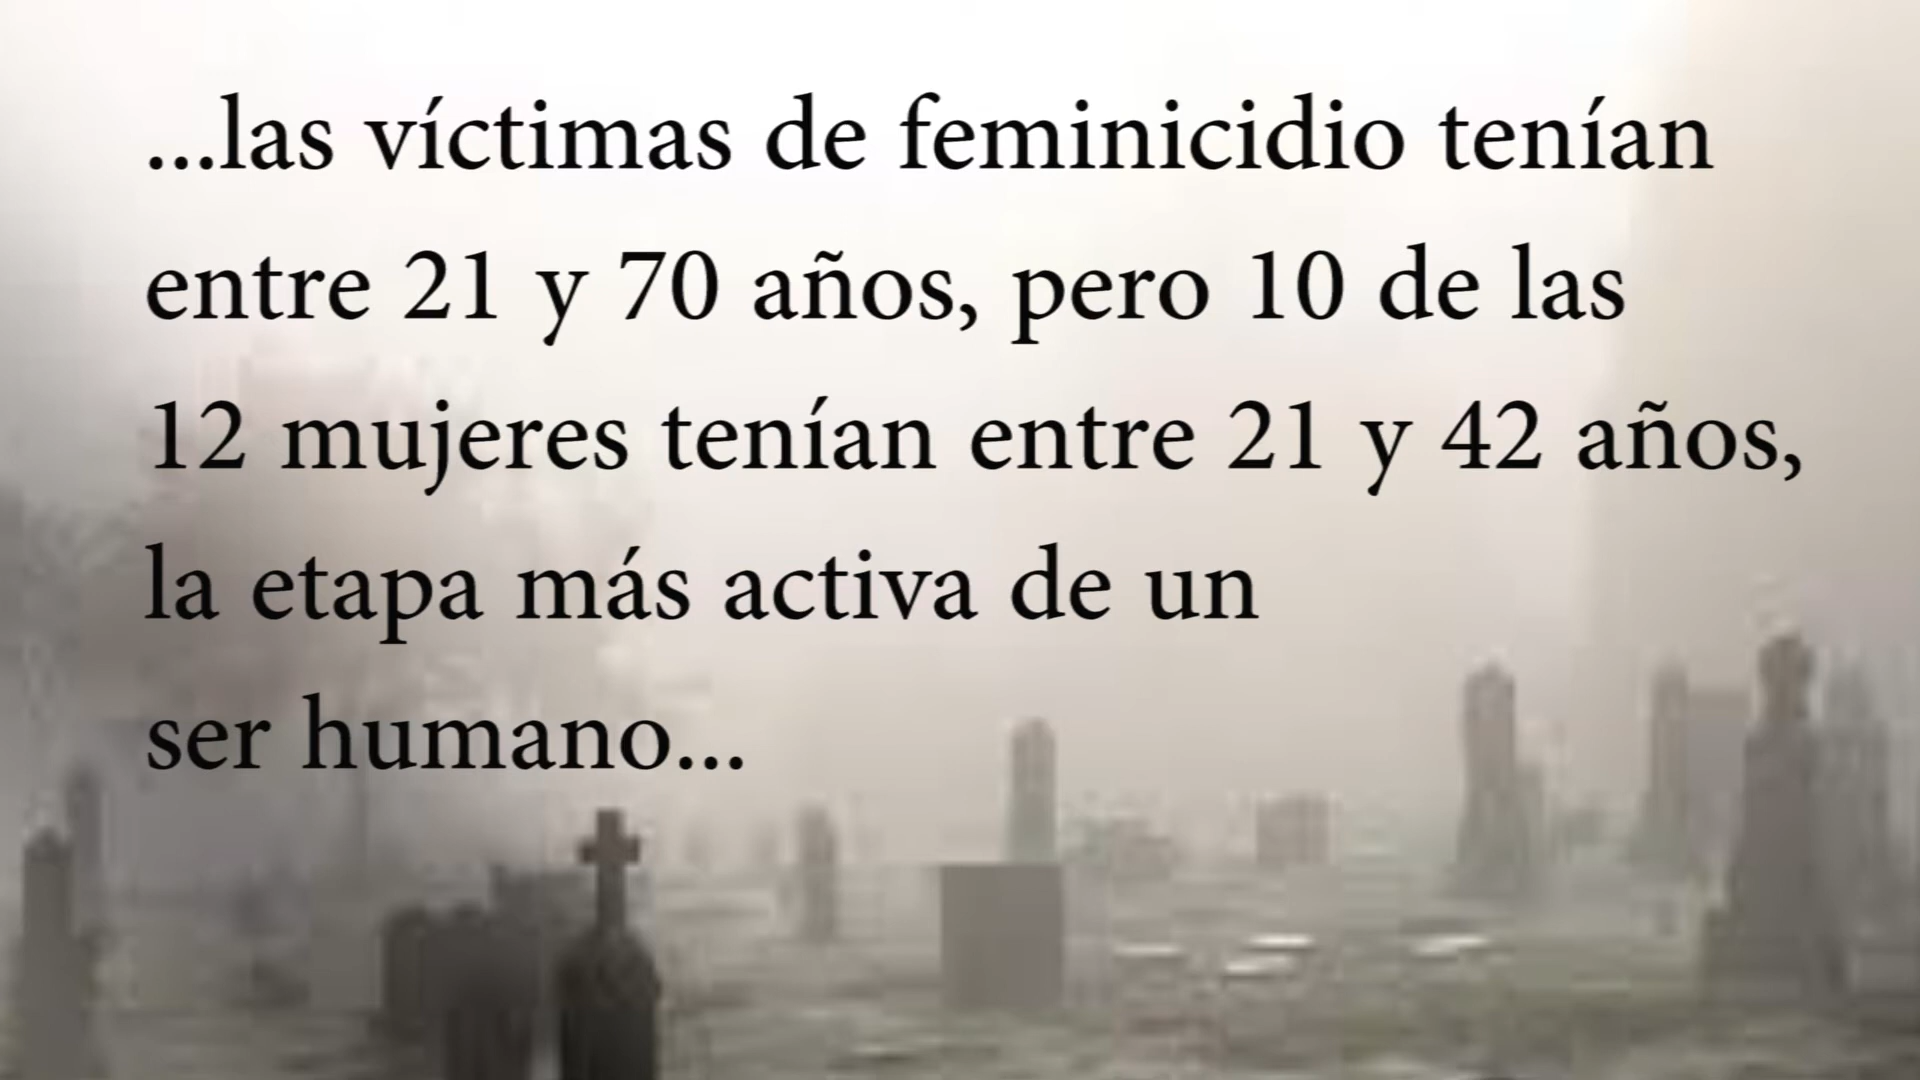 ...las víctimas de feminicidio tenían
entre 21 y 70 años, pero 10 de las
12 mujeres tenían entre 21 y 42 años,
la etapa más activa de un
ser humano...